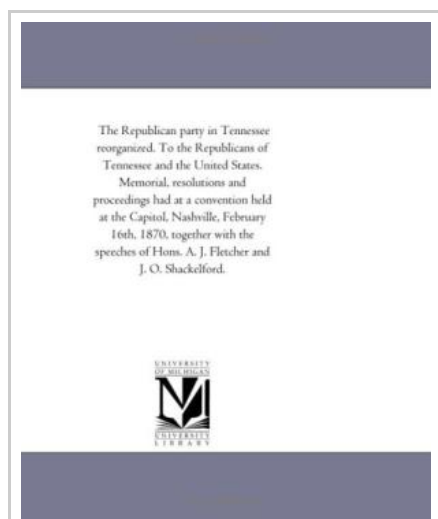 The Republican party in Tennessee
reorganized. To the Republicans of
Tennessee and the United States.
Memorial, resolutions and
proceedings had at a convention held
at the Capitol, Nashville, February
16th, 1870, together with the
speeches of Hons. A. J. Fletcher and
J. O. Shackelford.
UNIVERSITY
OF MICHIGAN
UNIVERSITY
LIBRARY